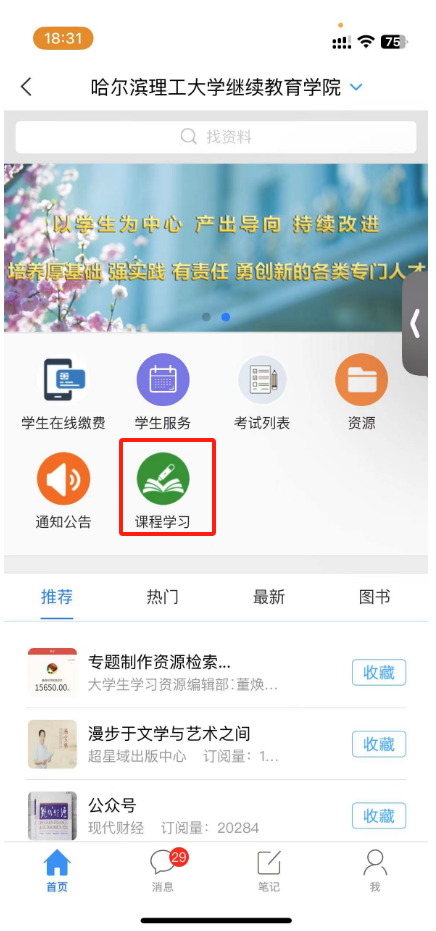 18:31
75
哈尔滨理工大学继续教育学院
找资料
以学生为中心 产出导向 持续改进
培养厚基础 强实践 有责任 勇创新的各类专门人才
学生在线缴费
学生服务
考试列表
资源
通知公告
课程学习
推荐
热门
最新
图书
15650.00.
专题制作资源检索...
大学生学习资源编辑部:董焕...
收藏
漫步于文学与艺术之间
超星域出版中心 订阅量: 1...
收藏
公众号
现代财经 订阅量: 20284
收藏
首页
29
消息
笔记
我